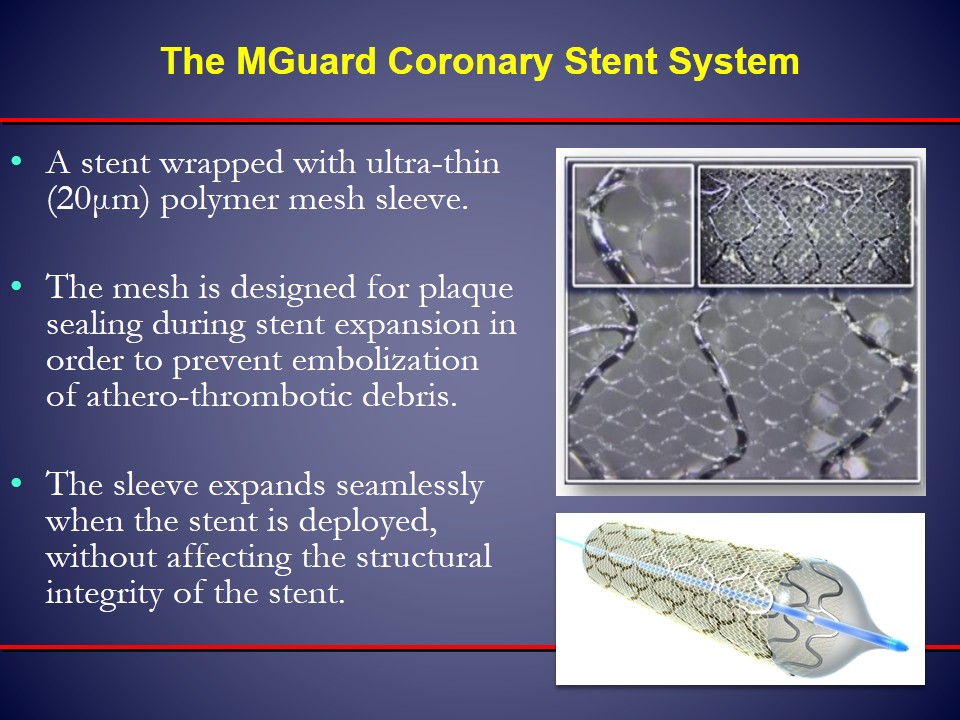 The MGuard Coronary Stent System
• A stent wrapped with ultra-thin
(20µm) polymer mesh sleeve.
• The mesh is designed for plaque
sealing during stent expansion in
order to prevent embolization
of athero-thrombotic debris.
• The sleeve expands seamlessly
when the stent is deployed,
without affecting the structural
integrity of the stent.